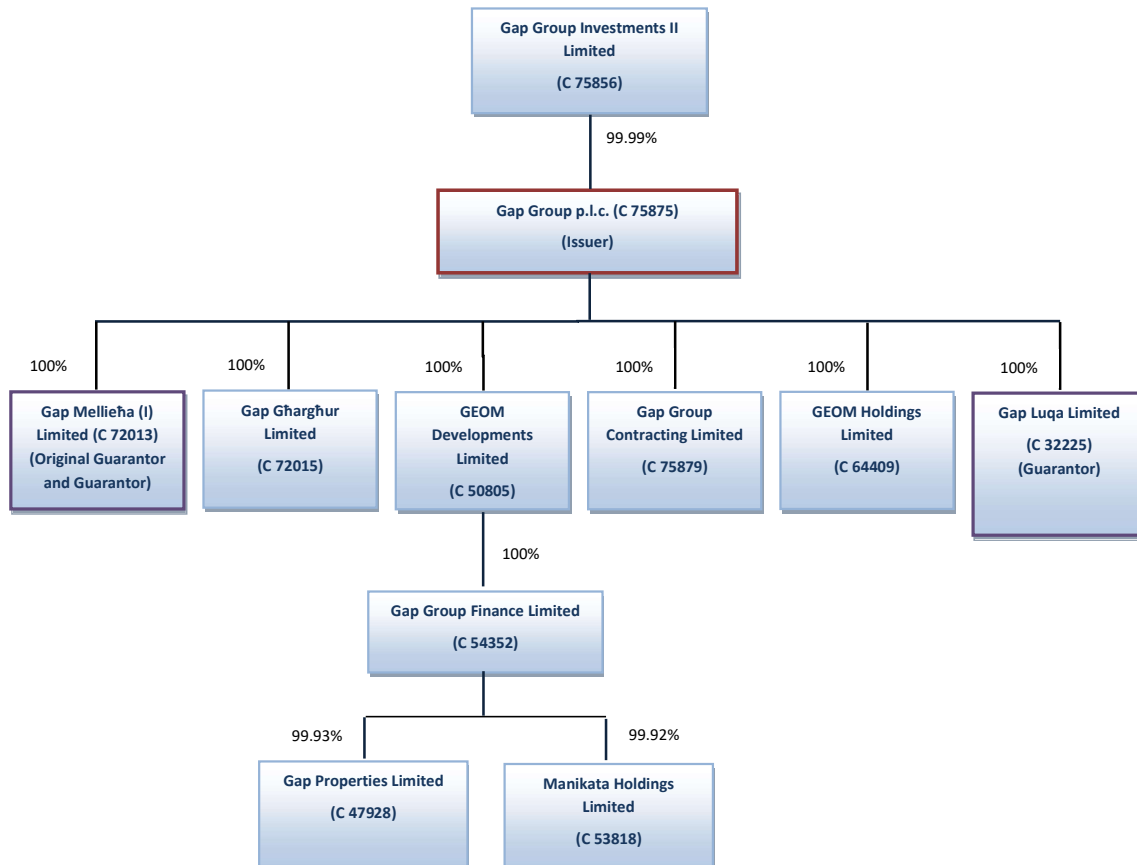 Gap Group Investments II
Limited
(C 75856)
99.99%
Gap Group p.l.c. (C 75875)
(Issuer)
100%
100%
100%
100%
100%
100%
Gap Mellieħa (I)
Limited (C 72013)
(Original Guarantor
and Guarantor)
Gap Għargħur
Limited
(C 72015)
GEOM
Developments
Limited
(C 50805)
Gap Group
Contracting Limited
(C 75879)
GEOM Holdings
Limited
(C 64409)
Gap Luqa Limited
(C 32225)
(Guarantor)
100%
Gap Group Finance Limited
(C 54352)
99.93%
99.92%
Gap Properties Limited
(C 47928)
Manikata Holdings
Limited
(C 53818)